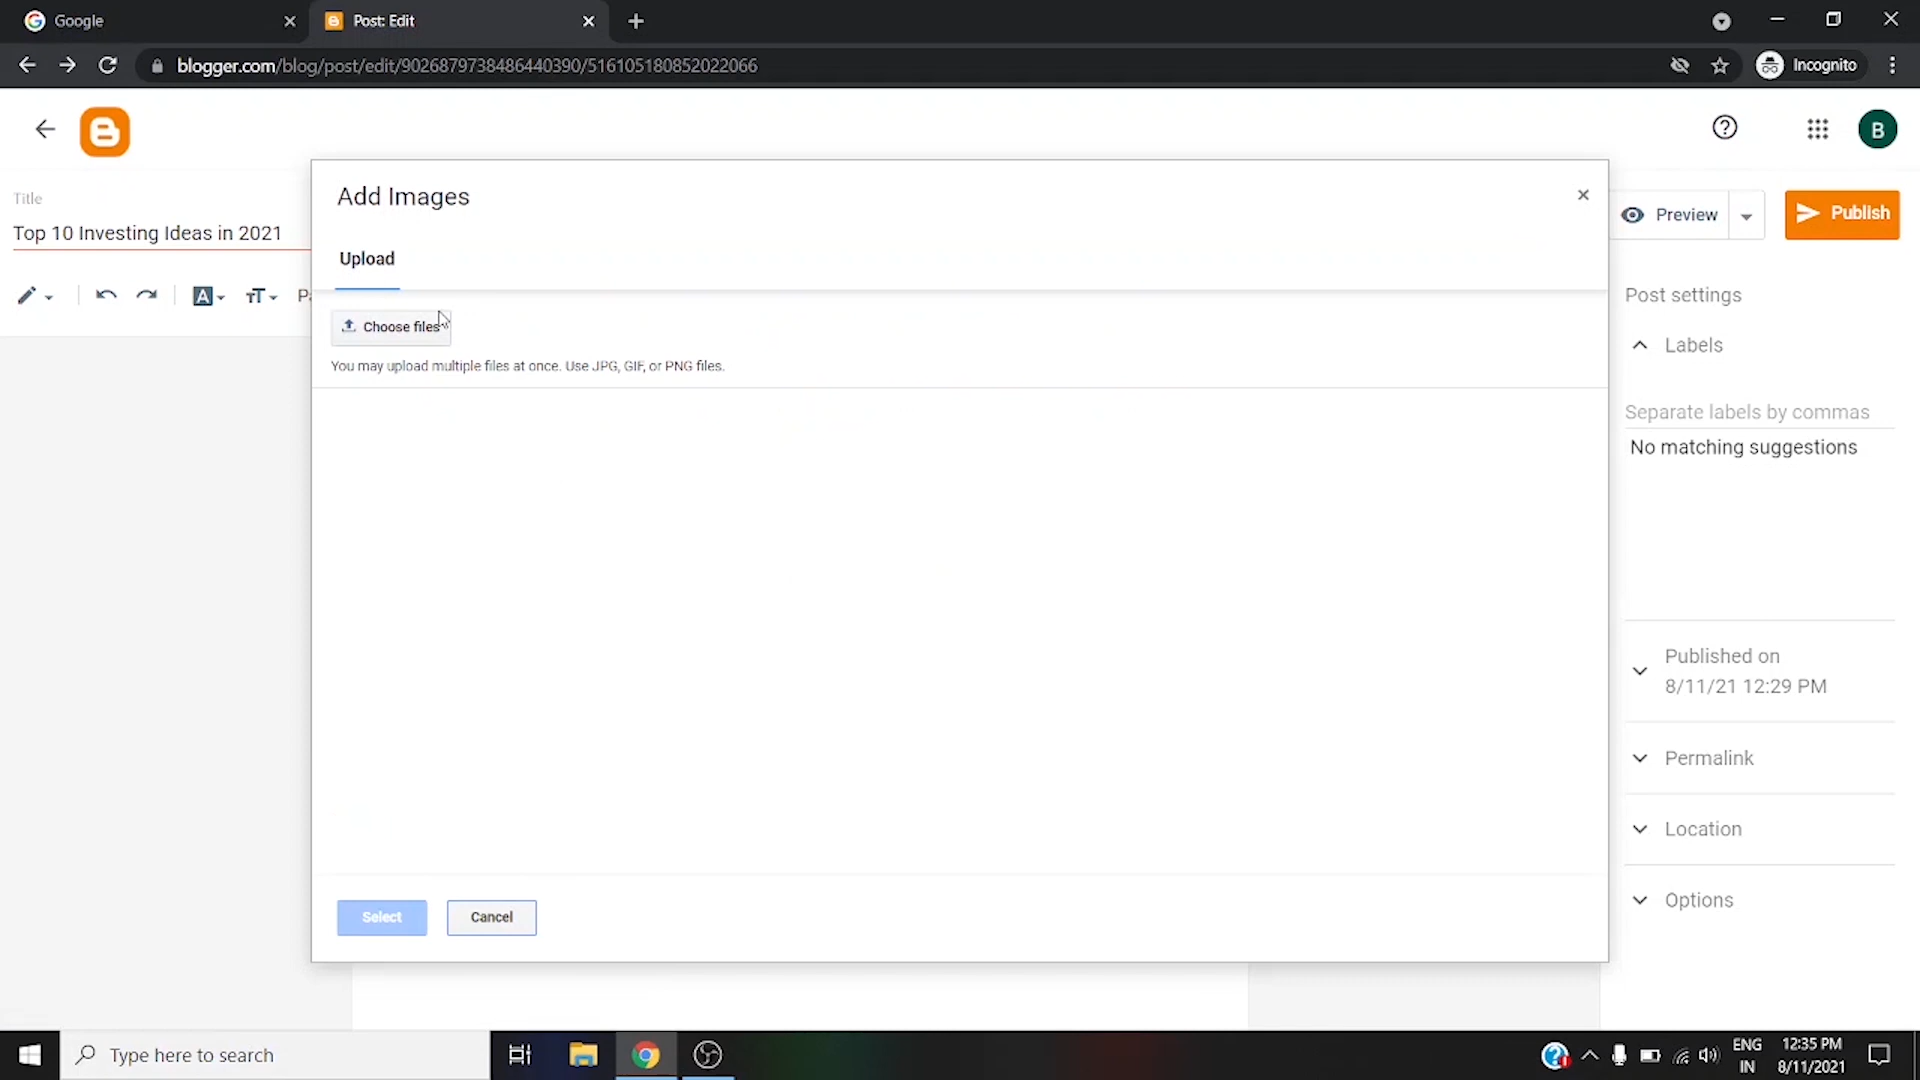 Google
Post: Edit
blogger.com/blog/post/edit/9026879738486440390/516105180852022066
Incognito
B
Add Images
Title
Top 10 Investing Ideas in 2021
Preview
Publish
Upload
Post settings
Choose files
Labels
You may upload multiple files at once. Use JPG, GIF, or PNG files.
Separate labels by commas
No matching suggestions
Published on
8/11/21 12:29 PM
Permalink
Location
Options
Select
Cancel
Type here to search
ENG
IN
12:35 PM
8/11/2021